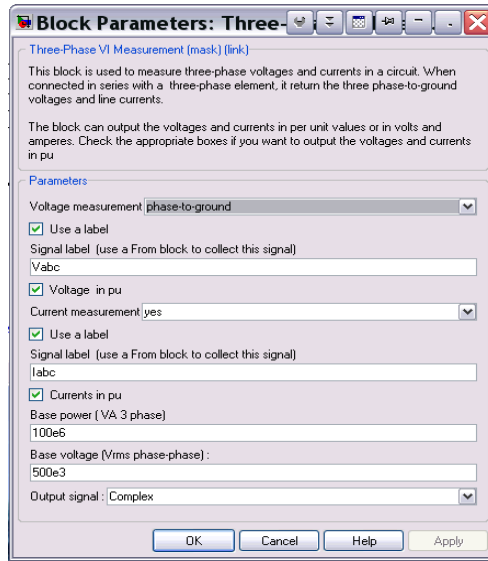 Block Parameters: Three-
Three-Phase VI Measurement (mask) (link)
This block is used to measure three-phase voltages and currents in a circuit. When
connected in series with a  three-phase element, it return the three phase-to-ground
voltages and line currents.
The block can output the voltages and currents in per unit values or in volts and
amperes. Check the appropriate boxes if you want to output the voltages and currents
in pu
Parameters
Voltage measurement phase-to-ground
Use a label
Signal label  (use a From block to collect this signal)
Vabc
Voltage  in pu
Current measurement yes
Use a label
Signal label  (use a From block to collect this signal)
Iabc
Currents in pu
Base power ( VA 3 phase)
100e6
Base voltage (Vrms phase-phase) :
500e3
Output signal : Complex
OK Cancel Help Apply